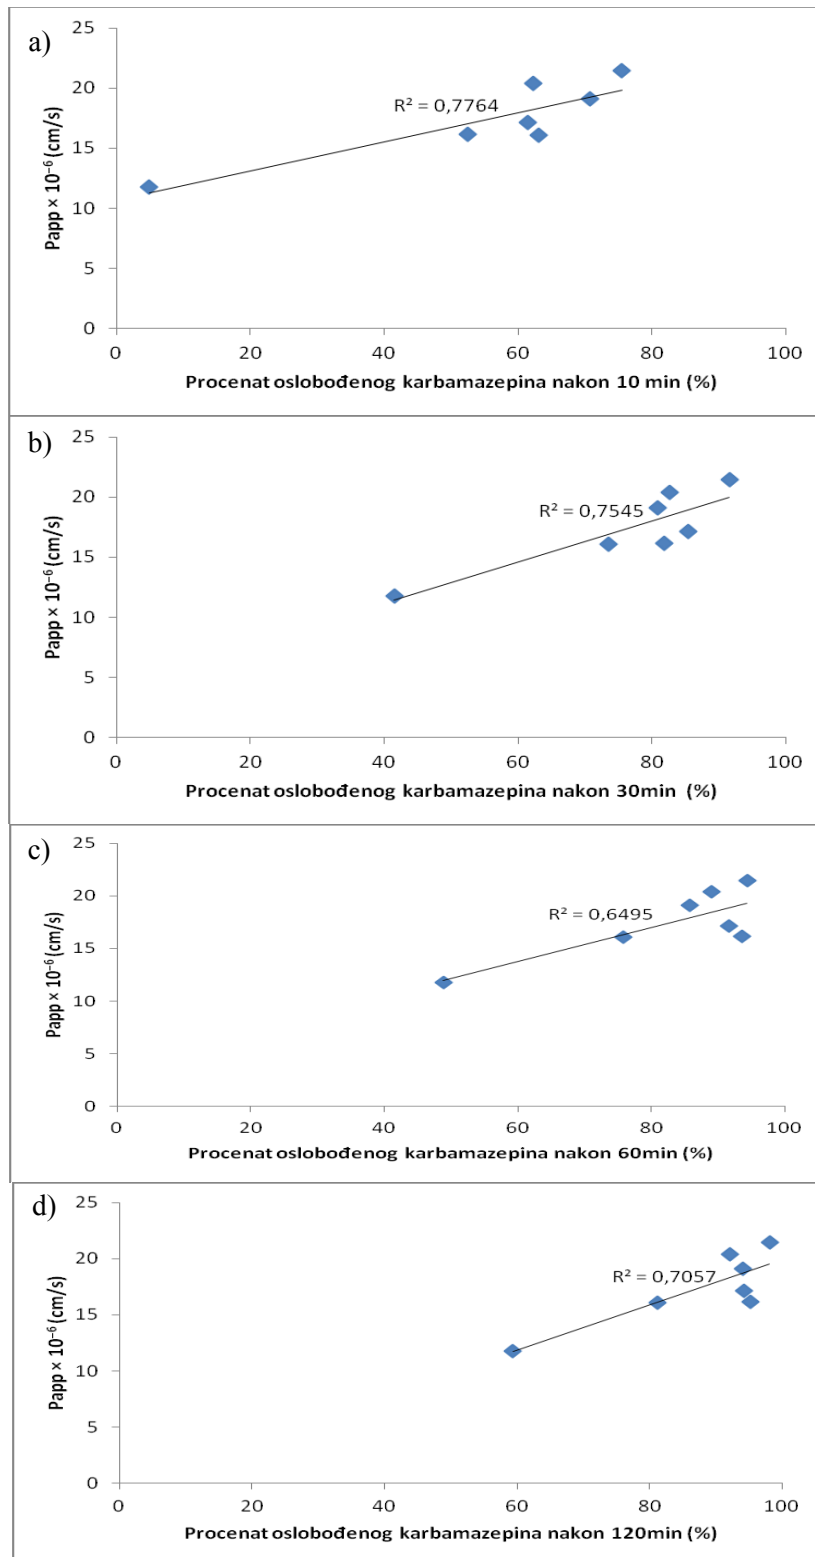 a)
25
20
15
10
5
0
Papp × 10⁻⁶ (cm/s)
R² = 0,7764
0 20 40 60 80 100
Procenat oslobođenog karbamazepina nakon 10 min (%)
b)
25
20
15
10
5
0
Papp × 10⁻⁶ (cm/s)
R² = 0,7545
0 20 40 60 80 100
Procenat oslobođenog karbamazepina nakon 30min (%)
c)
25
20
15
10
5
0
Papp × 10⁻⁶ (cm/s)
R² = 0,6495
0 20 40 60 80 100
Procenat oslobođenog karbamazepina nakon 60min (%)
d)
25
20
15
10
5
0
Papp × 10⁻⁶ (cm/s)
R² = 0,7057
0 20 40 60 80 100
Procenat oslobođenog karbamazepina nakon 120min (%)